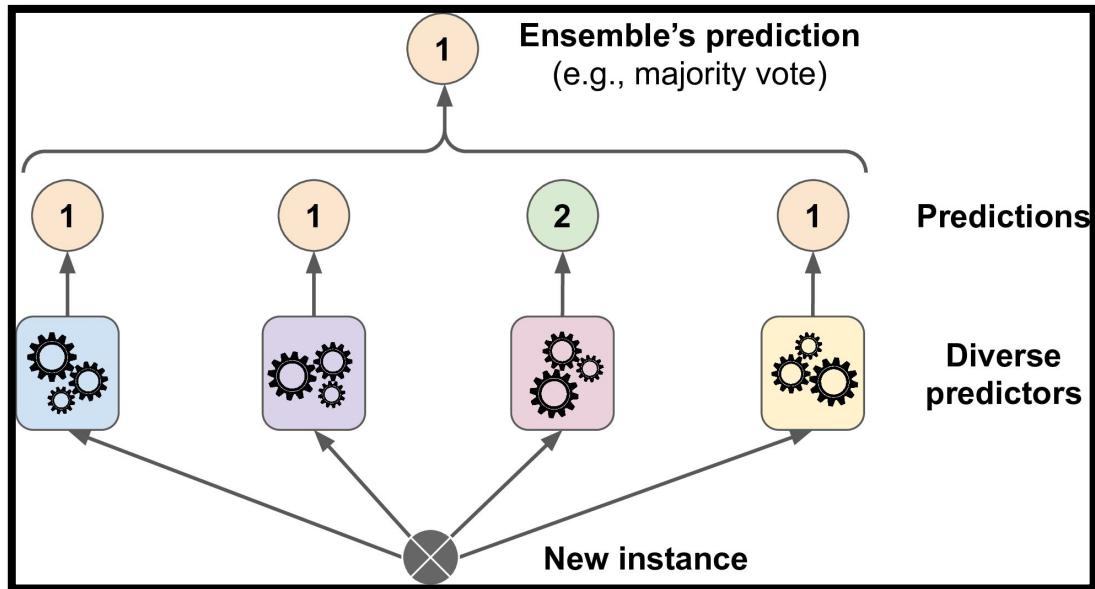 1
Ensemble’s prediction
(e.g., majority vote)
1
1
2
1
Predictions
Diverse
predictors
New instance